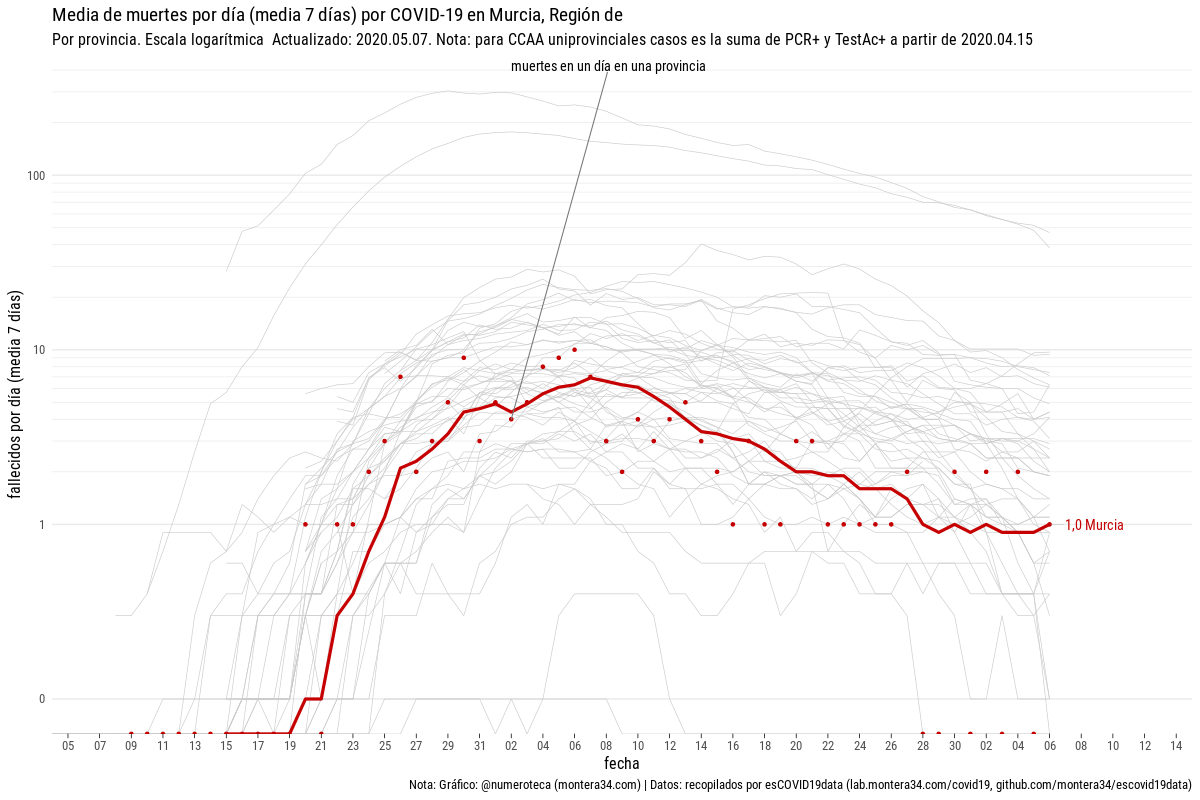 Media de muertes por día (media 7 días) por COVID-19 en Murcia, Región de
Por provincia. Escala logarítmica  Actualizado: 2020.05.07. Nota: para CCAA uniprovinciales casos es la suma de PCR+ y TestAc+ a partir de 2020.04.15
muertes en un día en una provincia
fallecidos por día (media  7 días)
100
10
1
0
1,0 Murcia
05 07 09 11 13 15 17 19 21 23 25 27 29 31 02 04 06 08 10 12 14 16 18 20 22 24 26 28 30 02 04 06 08 10 12 14
fecha
Nota: Gráfico: @numeroteca (montera34.com) | Datos: recopilados por esCOVID19data (lab.montera34.com/covid19, github.com/montera34/escovid19data)